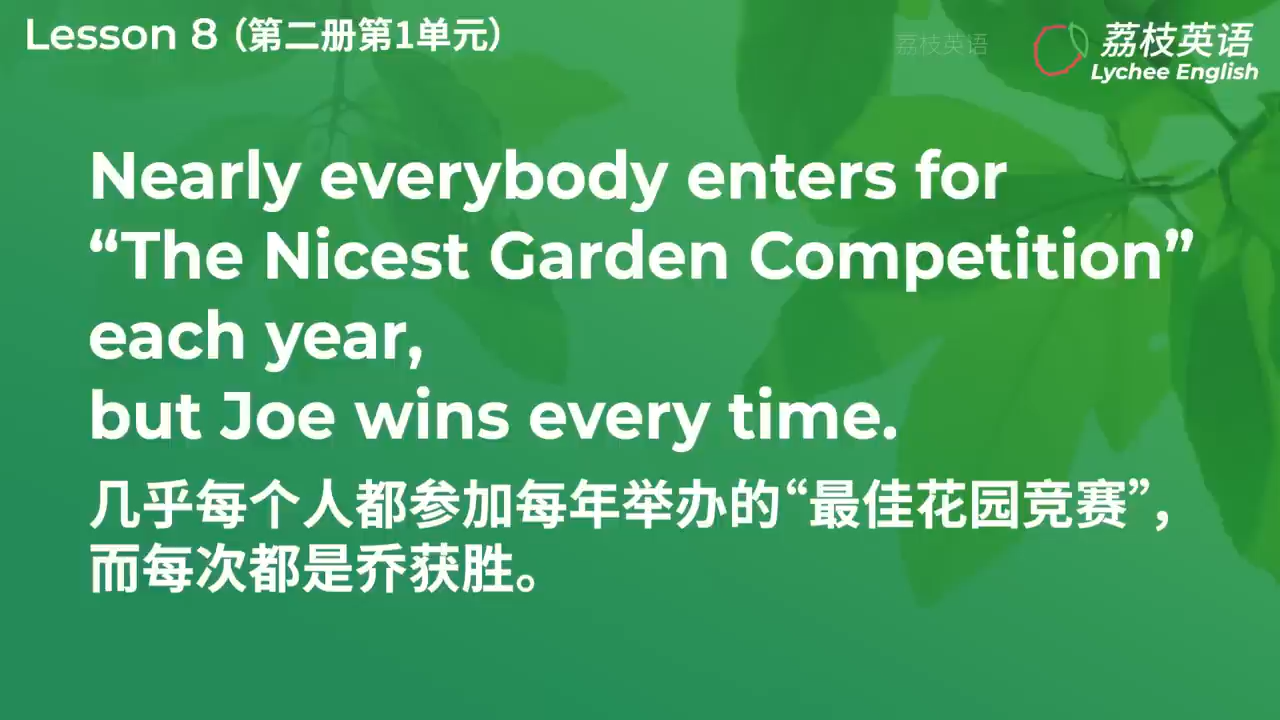 Lesson 8（第二册第1单元）
荔枝英语
荔枝英语
Lychee English
Nearly everybody enters for
“The Nicest Garden Competition”
each year,
but Joe wins every time.
几乎每个人都参加每年举办的“最佳花园竞赛”，
而每次都是乔获胜。